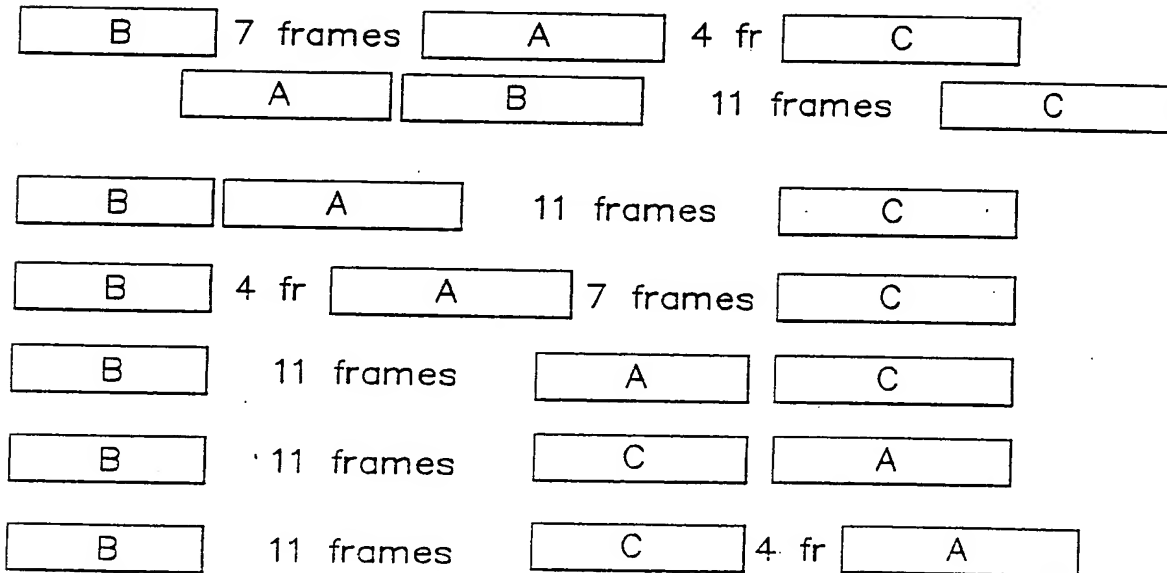 B 7 frames A 4 fr C
A B 11 frames C
B A 11 frames C
B 4 fr A 7 frames C
B 11 frames A C
B 11 frames C A
B 11 frames C 4 fr A